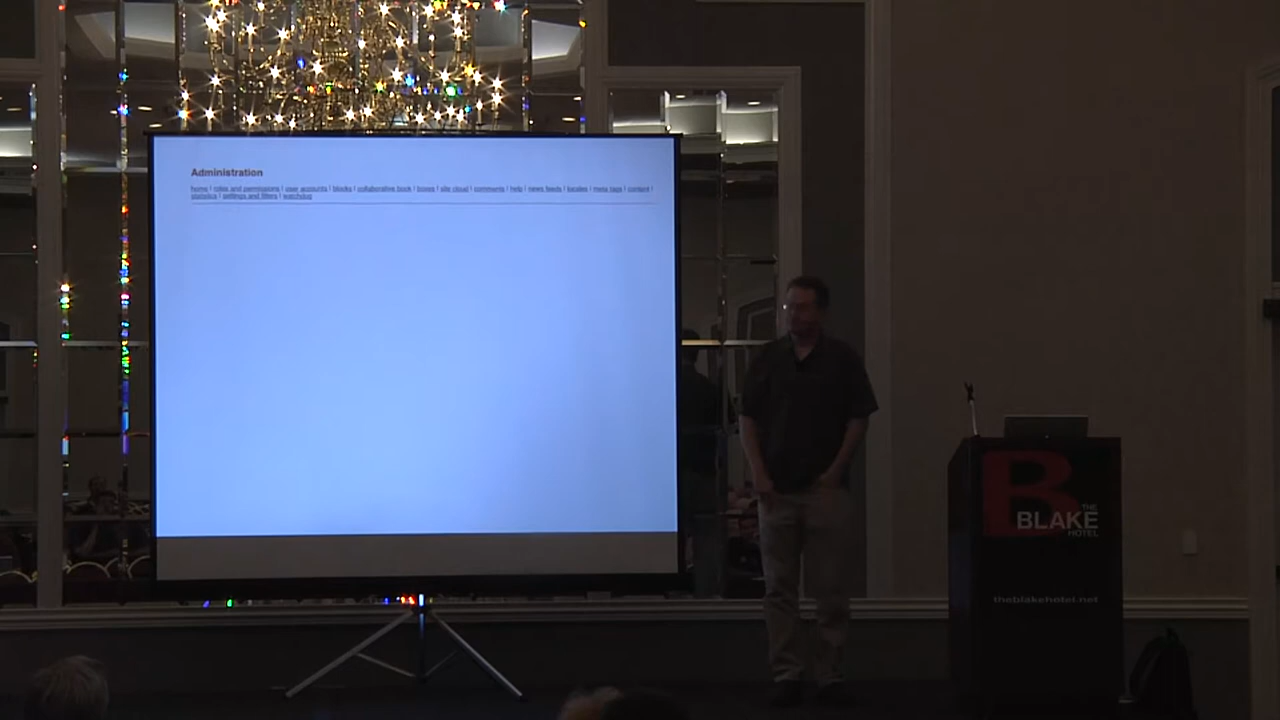 Administration
home | roles and permissions | user accounts | blocks | collaborative book | boxes | site cloud | comments | help | news feeds | locales | meta tags | content
statistics | settings and filters | watchdog
B
THE
BLAKE
HOTEL
theblakehotel.net